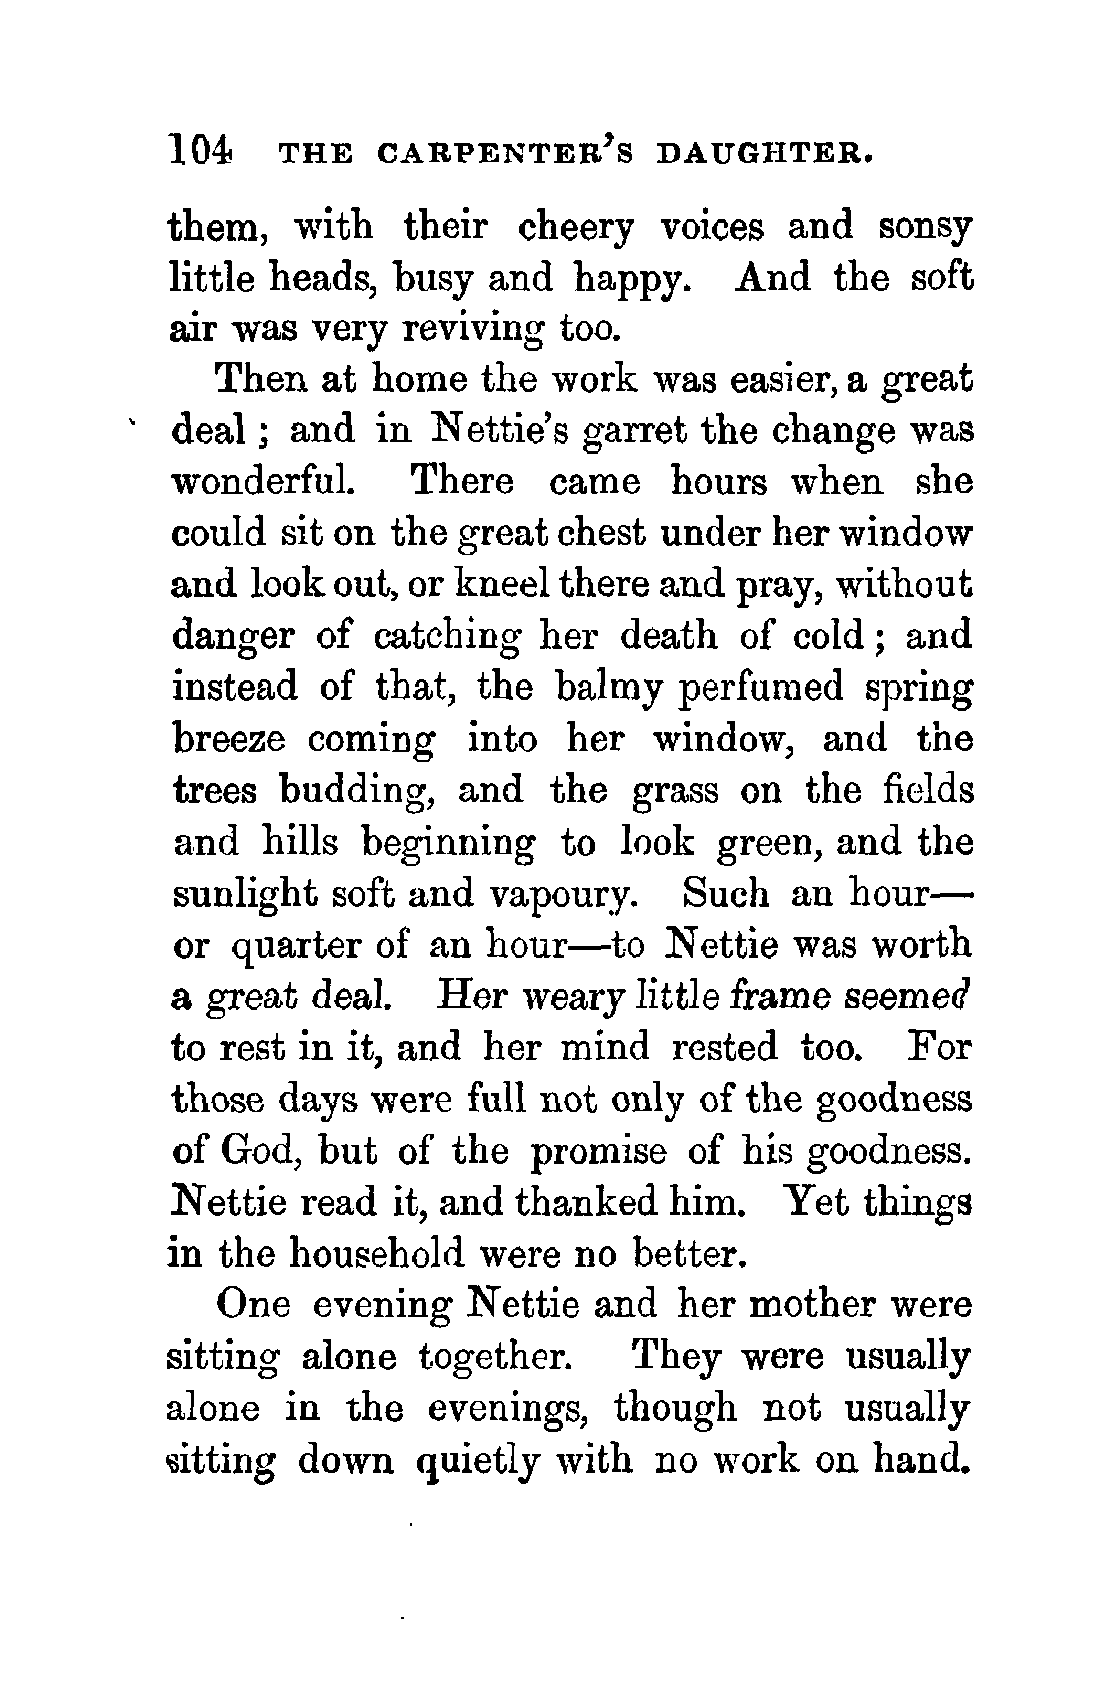 104 THE CARPENTER'S DAUGHTER.
them, with their cheery voices and sonsy
little heads, busy and happy. And the soft
air was very reviving too.
Then at home the work was easier, a great
deal; and in Nettie's garret the change was
wonderful. There came hours when she
could sit on the great chest under her window
and look out, or kneel there and pray, without
danger of catching her death of cold; and
instead of that, the balmy perfumed spring
breeze coming into her window, and the
trees budding, and the grass on the fields
and hills beginning to look green, and the
sunlight soft and vapoury. Such an hour—
or quarter of an hour—to Nettie was worth
a great deal. Her weary little frame seemed
to rest in it, and her mind rested too. For
those days were full not only of the goodness
of God, but of the promise of his goodness.
Nettie read it, and thanked him. Yet things
in the household were no better.
One evening Nettie and her mother were
sitting alone together. They were usually
alone in the evenings, though not usually
sitting down quietly with no work on hand.